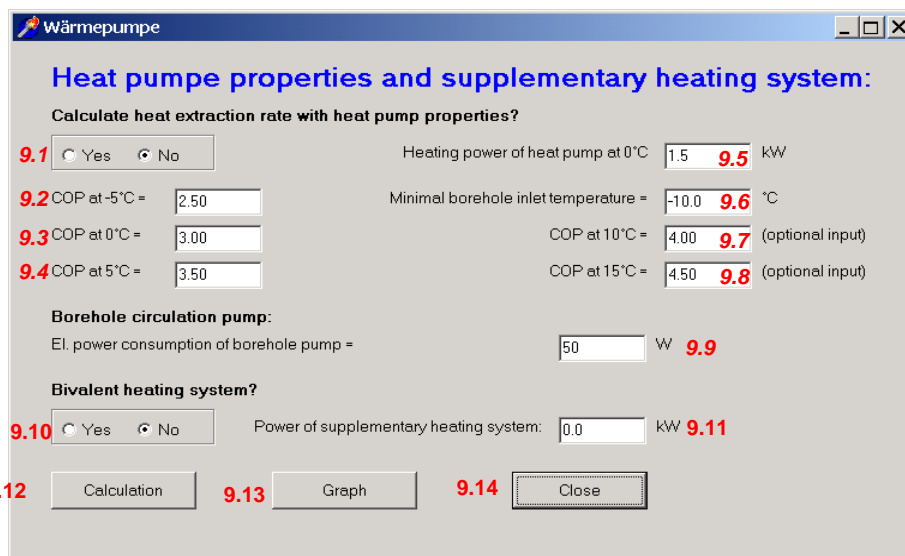 Wärmepumpe
Heat pumpe properties and supplementary heating system:
Calculate heat extraction rate with heat pump properties?
9.1 Yes No Heating power of heat pump at 0°C 1.5 9.5 kW
9.2 COP at -5°C = 2.50 Minimal borehole inlet temperature = -10.0 9.6 °C
9.3 COP at 0°C = 3.00 COP at 10°C = 4.00 9.7 (optional input)
9.4 COP at 5°C = 3.50 COP at 15°C = 4.50 9.8 (optional input)
Borehole circulation pump:
El. power consumption of borehole pump = 50 W 9.9
Bivalent heating system?
9.10 Yes No Power of supplementary heating system: 0.0 kW 9.11
.12 Calculation 9.13 Graph 9.14 Close